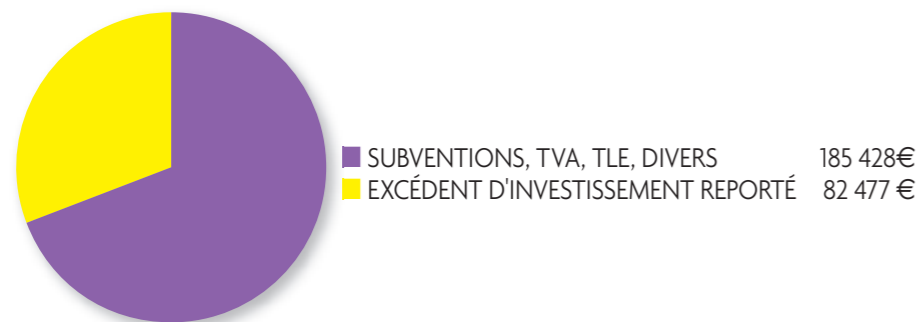 SUBVENTIONS, TVA, TLE, DIVERS 185 428€
EXCÉDENT D'INVESTISSEMENT REPORTÉ 82 477 €